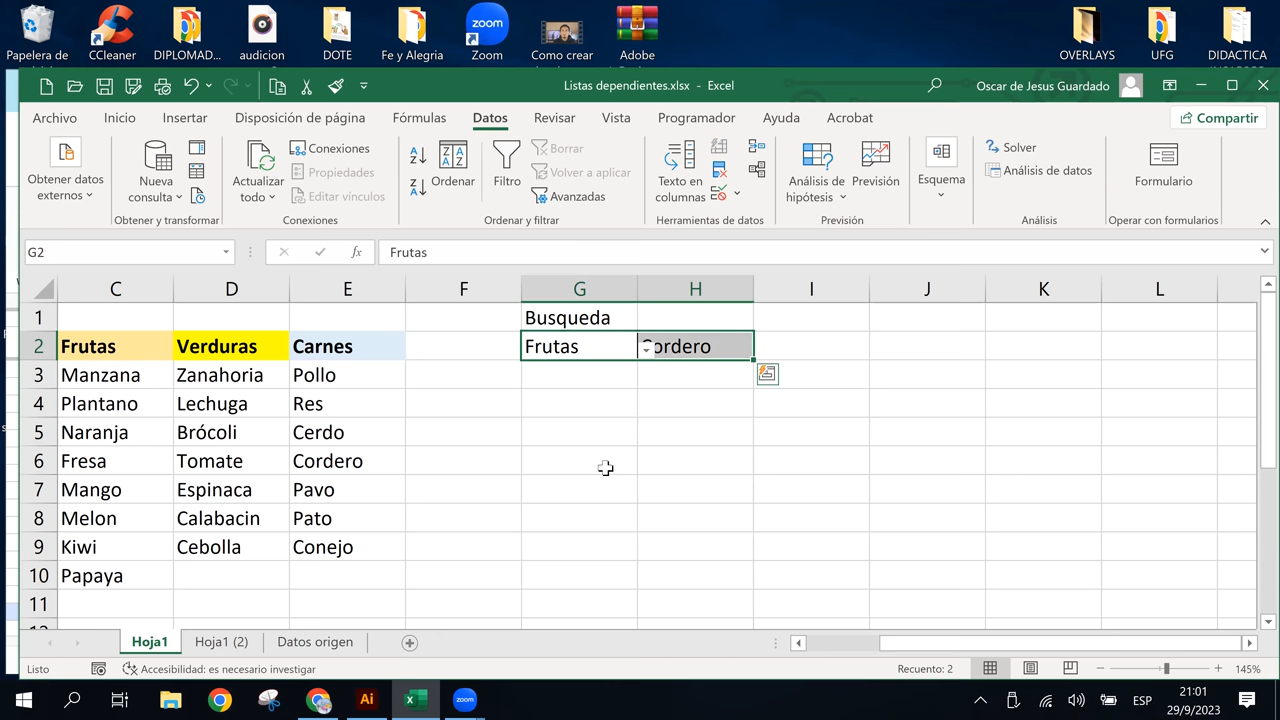 Papelera de
CCleaner
DIPLOMAD...
audicion
DOTE
Fe y Alegria
Zoom
Como crear
Adobe
OVERLAYS
UFG
DIDACTICA
zoom
Listas dependientes.xlsx - Excel
Oscar de Jesus Guardado
Archivo
Inicio
Insertar
Disposición de página
Fórmulas
Datos
Revisar
Vista
Programador
Ayuda
Acrobat
Compartir
Obtener datos
externos
Nueva
consulta
Obtener y transformar
Actualizar
todo
Conexiones
Propiedades
Editar vínculos
Conexiones
Ordenar
Filtro
Borrar
Volver a aplicar
Avanzadas
Ordenar y filtrar
Texto en
columnas
Herramientas de datos
Análisis de
hipótesis
Previsión
Previsión
Esquema
Solver
Análisis de datos
Análisis
Formulario
Operar con formularios
G2
fx
Frutas
C D E F G H I J K L
1 Busqueda
2 Frutas Verduras Carnes Frutas Cordero
3 Manzana Zanahoria Pollo
4 Plantano Lechuga Res
5 Naranja Brócoli Cerdo
6 Fresa Tomate Cordero
7 Mango Espinaca Pavo
8 Melon Calabacin Pato
9 Kiwi Cebolla Conejo
10 Papaya
11
Hoja1
Hoja1 (2)
Datos origen
Listo
Accesibilidad: es necesario investigar
Recuento: 2
145%
Ai
zoom
ESP
21:01
29/9/2023